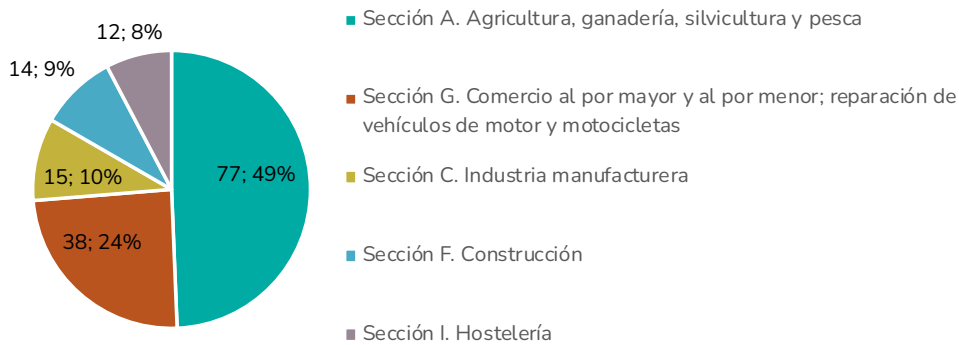 12; 8%
14; 9%
15; 10%
38; 24%
77; 49%
Sección A. Agricultura, ganadería, silvicultura y pesca
Sección G. Comercio al por mayor y al por menor; reparación de
vehículos de motor y motocicletas
Sección C. Industria manufacturera
Sección F. Construcción
Sección I. Hostelería